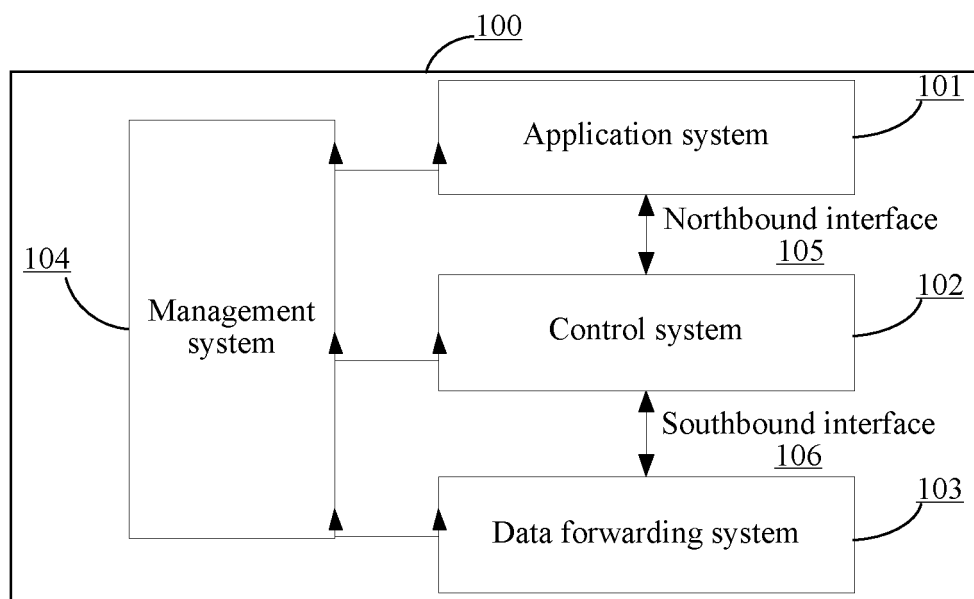 100
101
Application system
Northbound interface
105
104
102
Management
system
Control system
Southbound interface
106
103
Data forwarding system